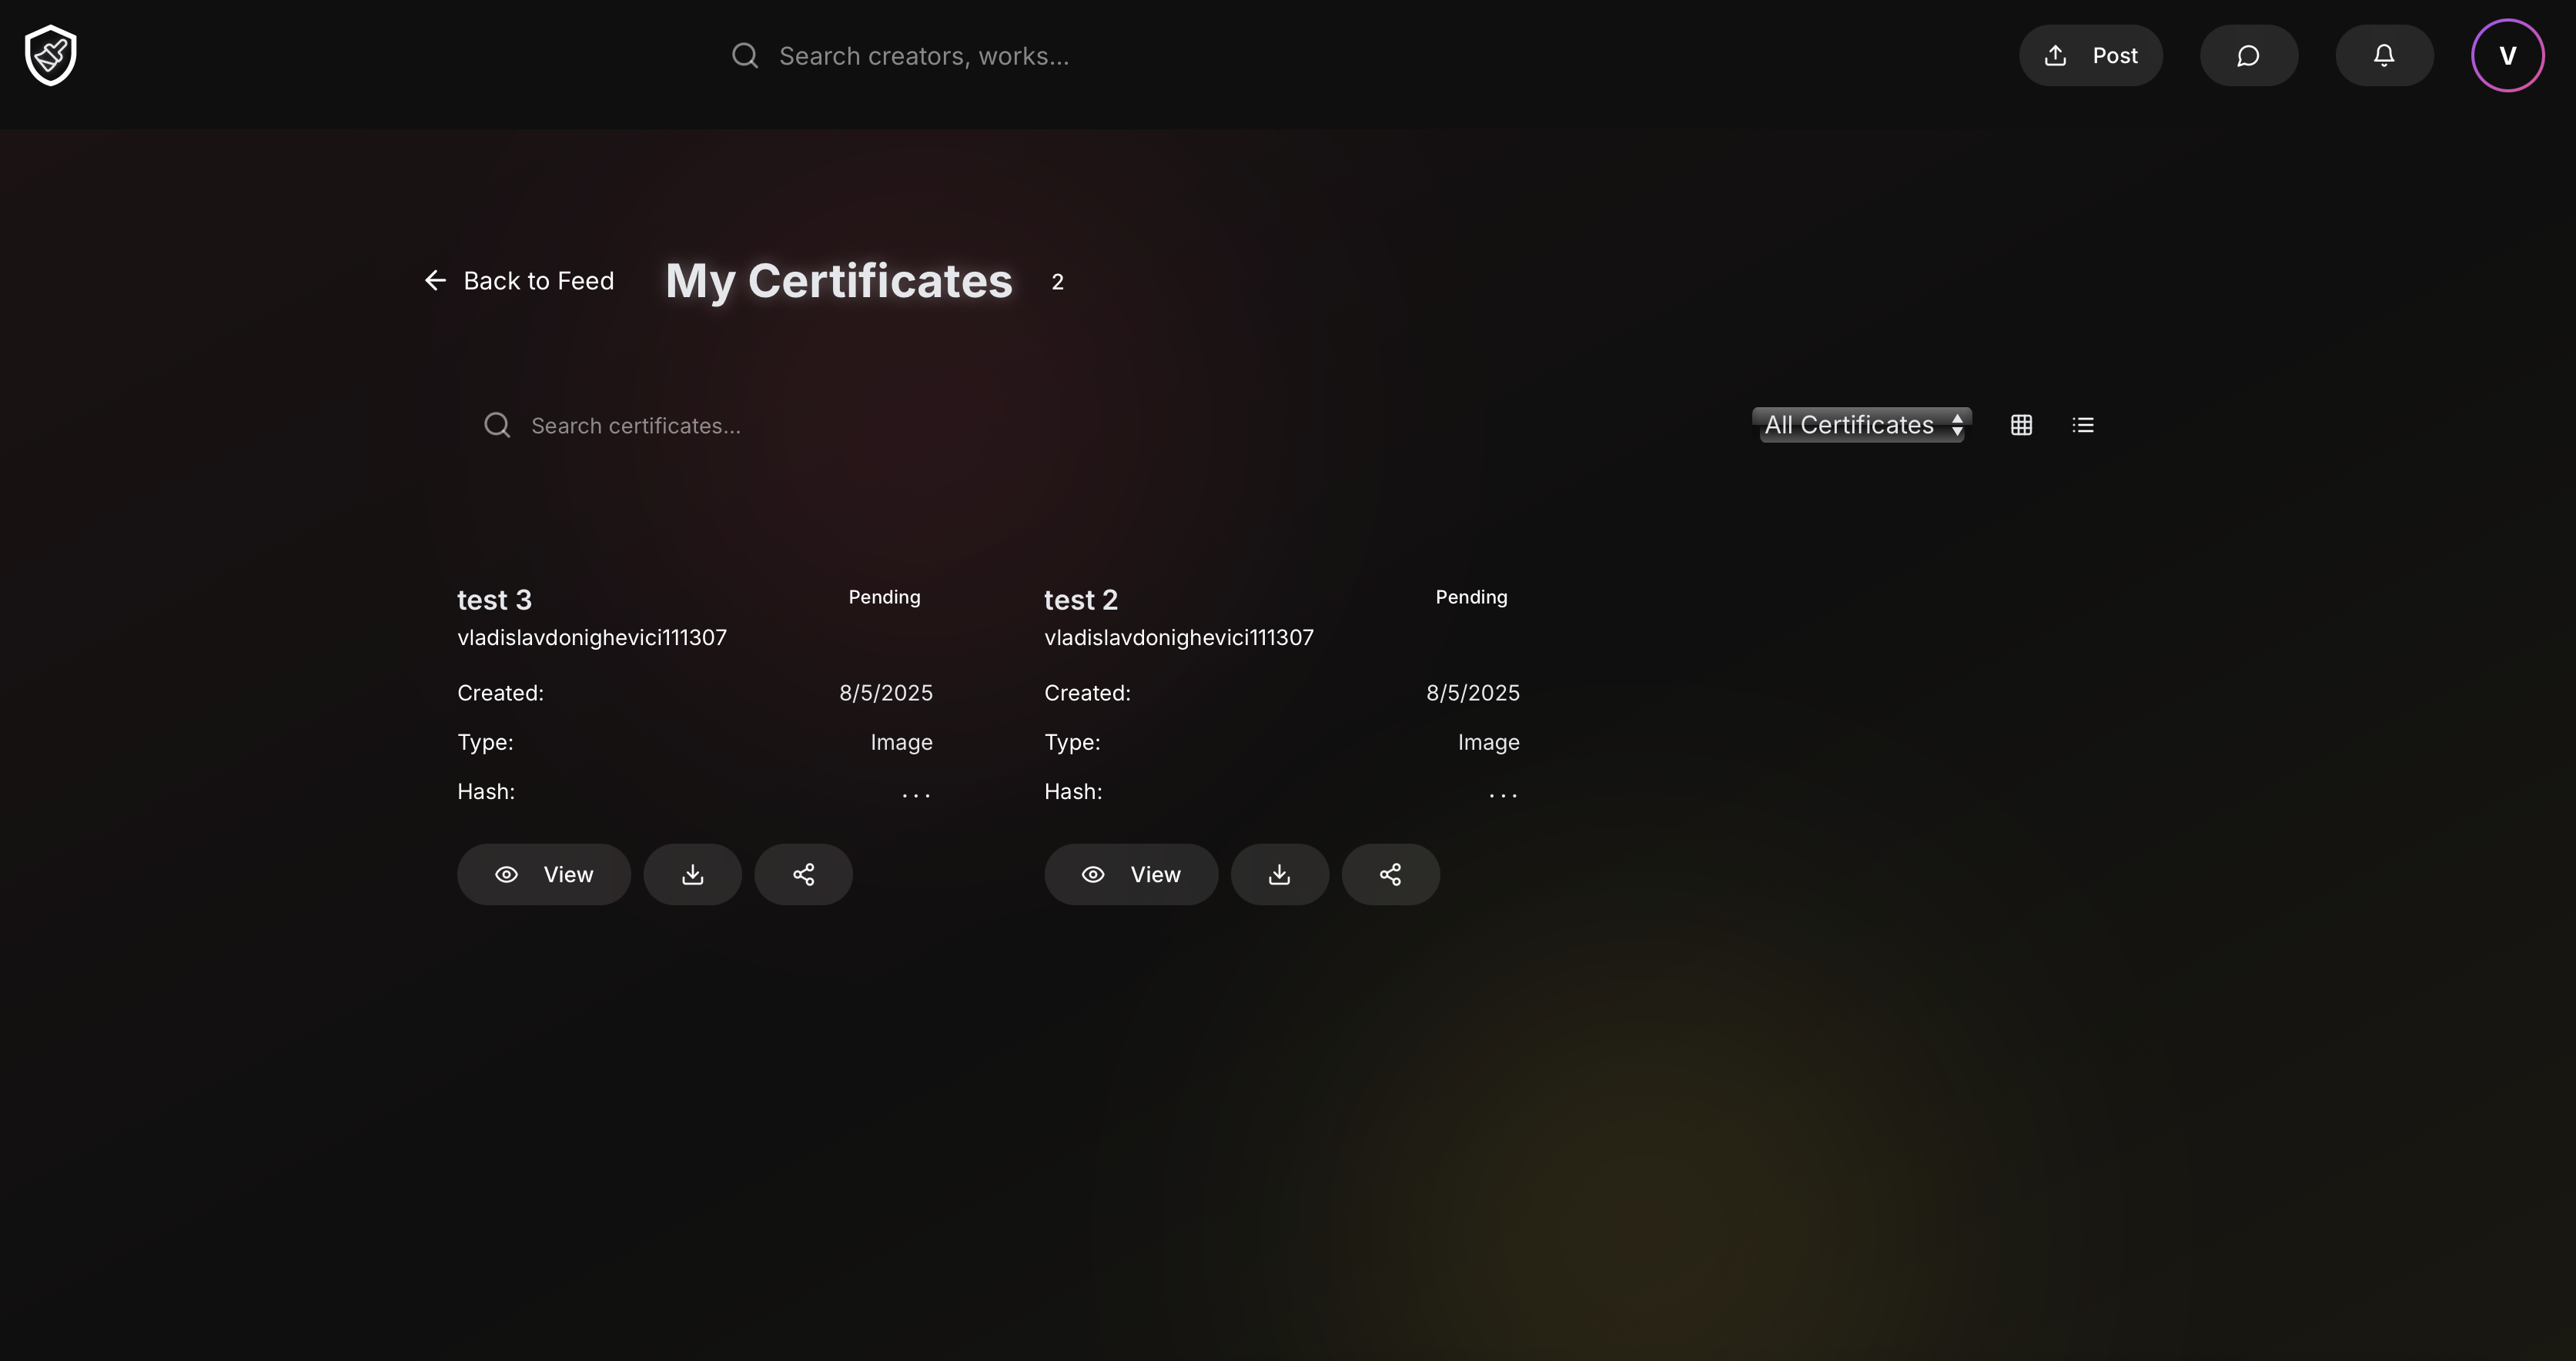 Search creators, works...
Post
V
Back to Feed
My Certificates
2
Search certificates...
All Certificates
test 3
Pending
vladislavdonighevici111307
Created:
8/5/2025
Type:
Image
Hash:
...
View
test 2
Pending
vladislavdonighevici111307
Created:
8/5/2025
Type:
Image
Hash:
...
View